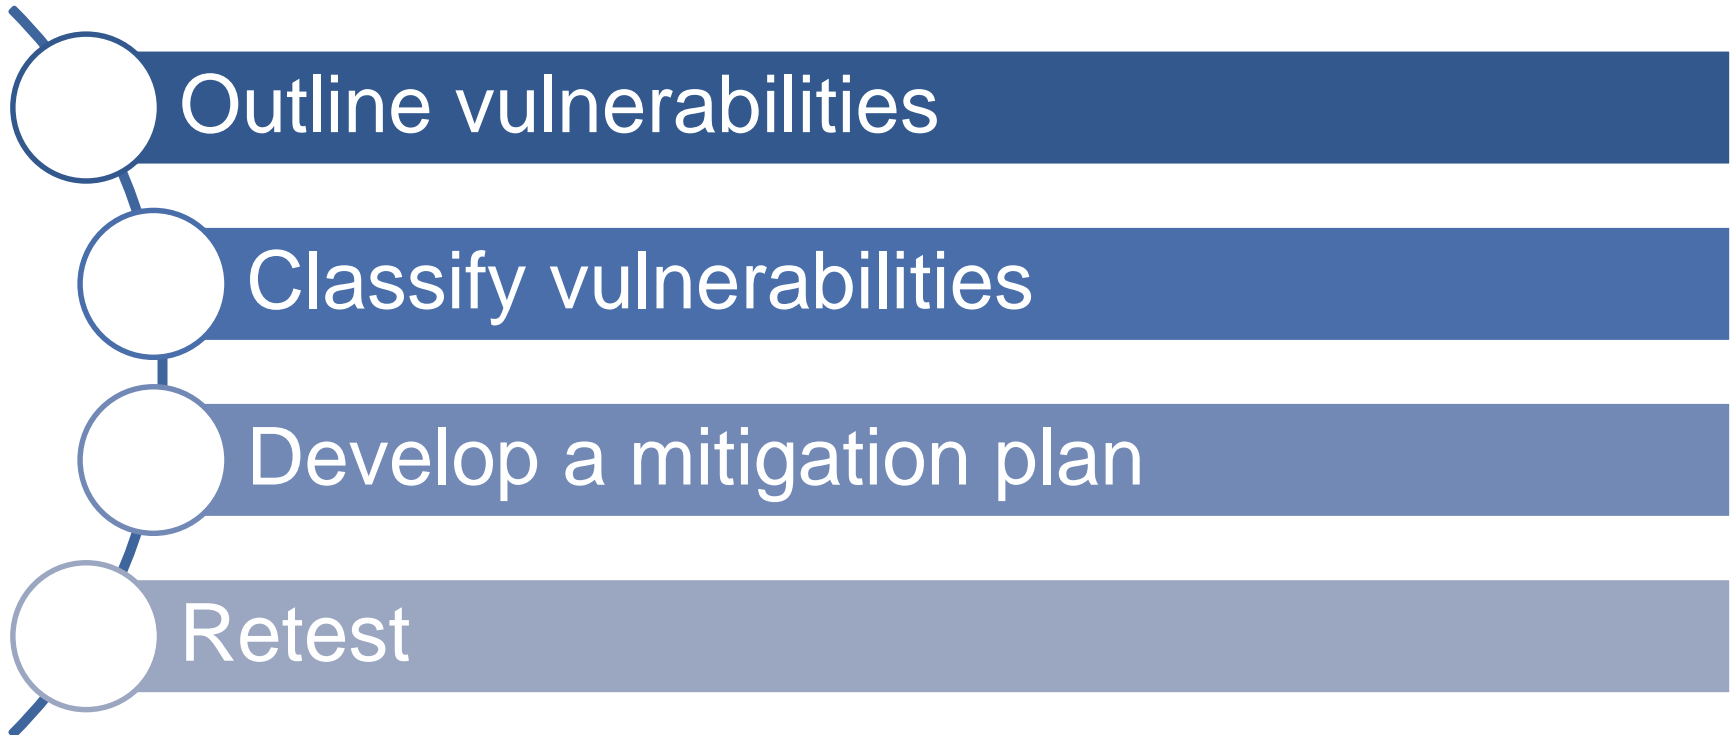 Outline vulnerabilities
Classify vulnerabilities
Develop a mitigation plan
Retest